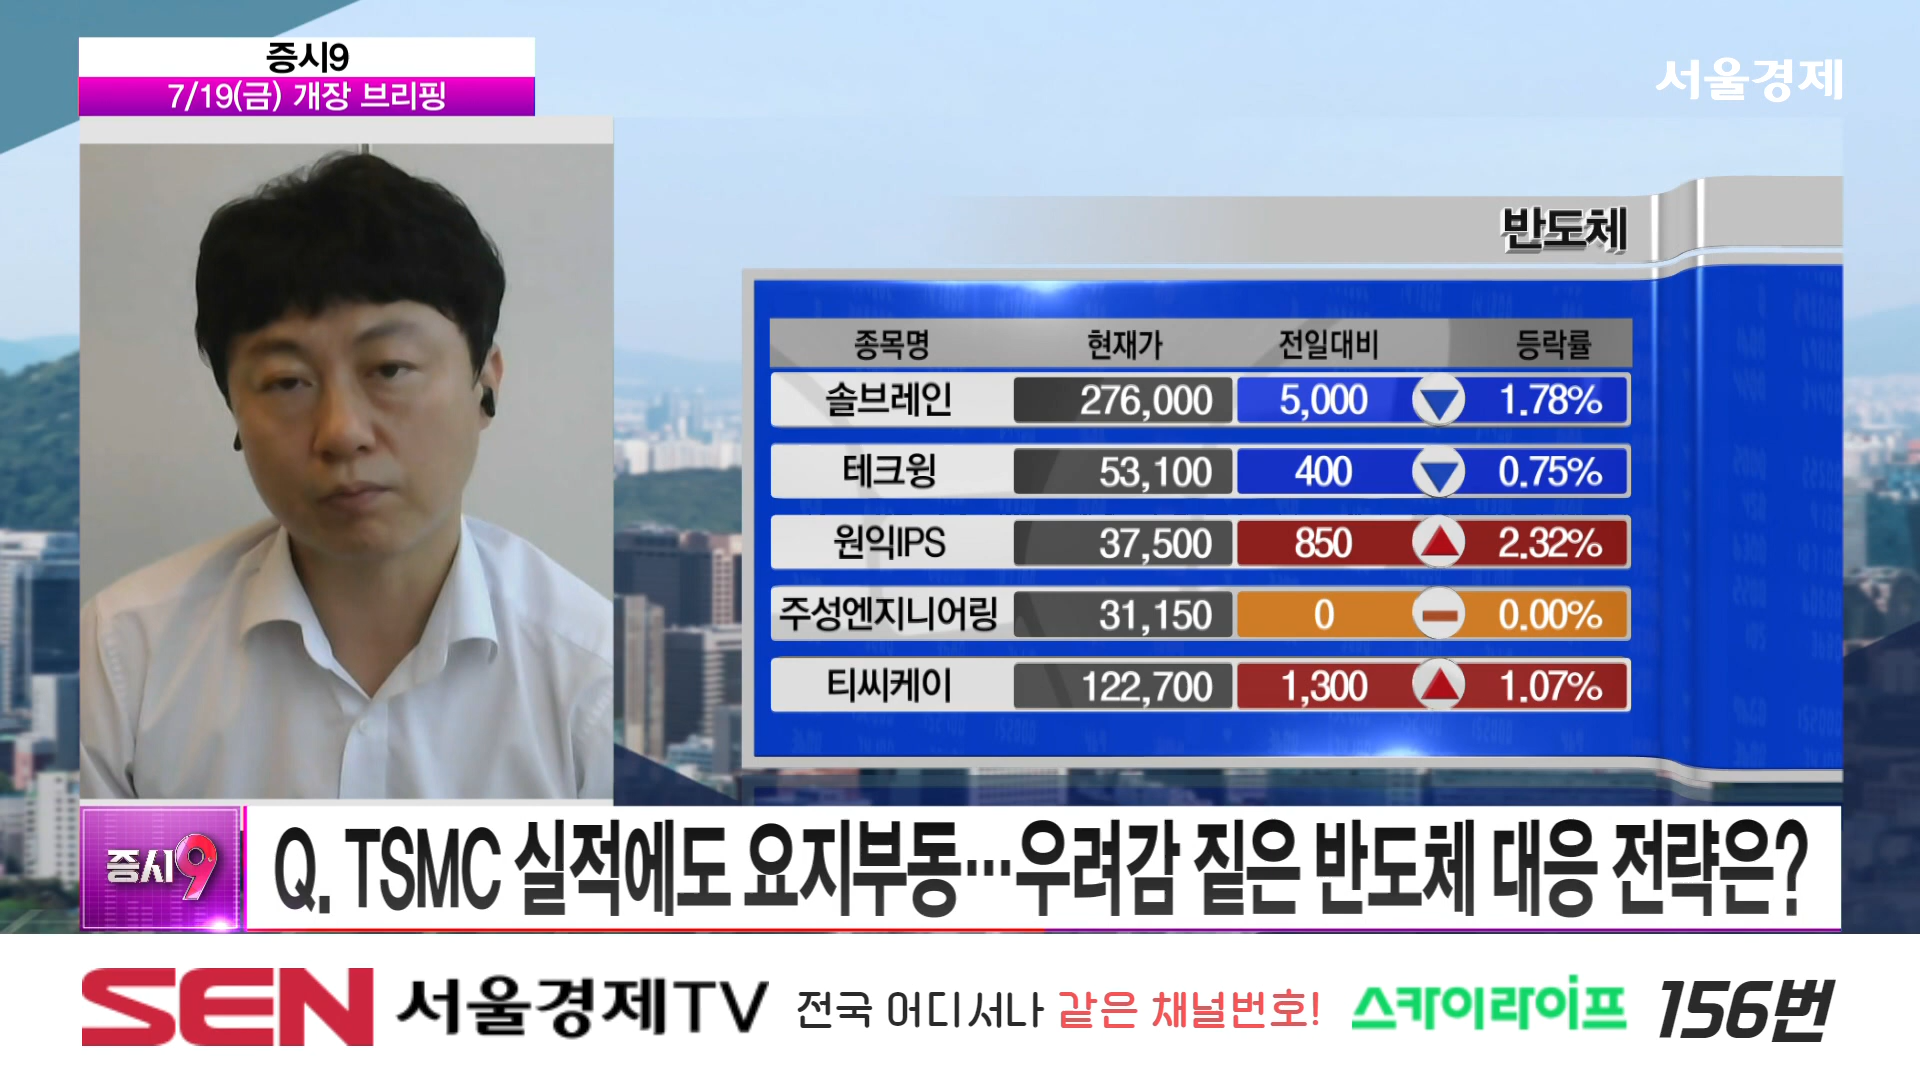 증시9
7/19(금) 개장 브리핑
서울경제
반도체
종목명 현재가 전일대비 등락률
솔브레인 276,000 5,000 1.78%
테크윙 53,100 400 0.75%
원익IPS 37,500 850 2.32%
주성엔지니어링 31,150 0 0.00%
티씨케이 122,700 1,300 1.07%
증시9
Q. TSMC 실적에도 요지부동…우려감 짙은 반도체 대응 전략은?
SEN 서울경제TV 전국 어디서나 같은 채널번호! 스카이라이프 156번